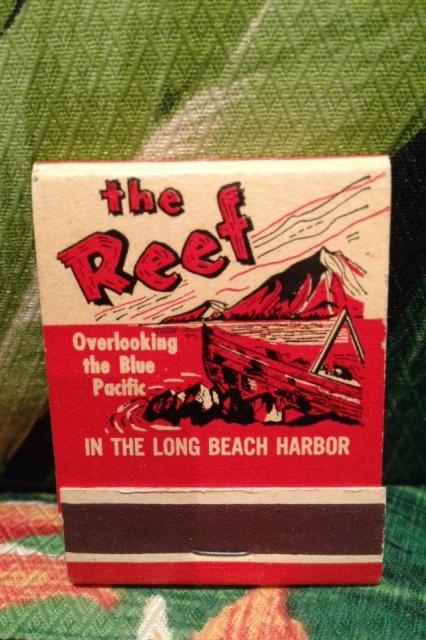 the
Reef
Overlooking
the Blue
Pacific
IN THE LONG BEACH HARBOR